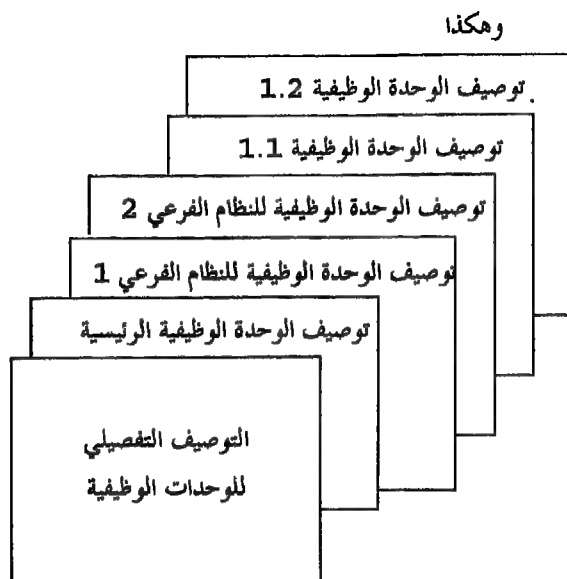 وهكذا
توصيف الوحدة الوظيفية 1.2
توصيف الوحدة الوظيفية 1.1
توصيف الوحدة الوظيفية للنظام الفرعي 2
توصيف الوحدة الوظيفية للنظام الفرعي 1
توصيف الوحدة الوظيفية الرئيسية
التوصيف التفصيلي
للوحدات الوظيفية